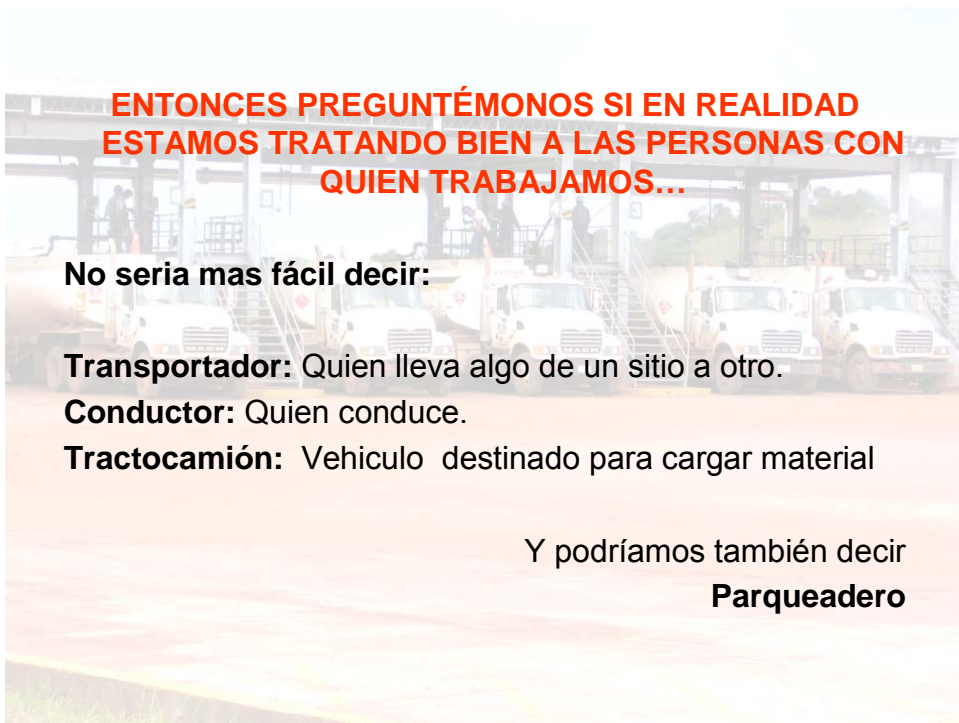 ENTONCES PREGUNTÉMONOS SI EN REALIDAD
ESTAMOS TRATANDO BIEN A LAS PERSONAS CON
QUIEN TRABAJAMOS…
No seria mas fácil decir:
Transportador: Quien lleva algo de un sitio a otro.
Conductor: Quien conduce.
Tractocamión: Vehiculo destinado para cargar material
Y podríamos también decir
Parqueadero